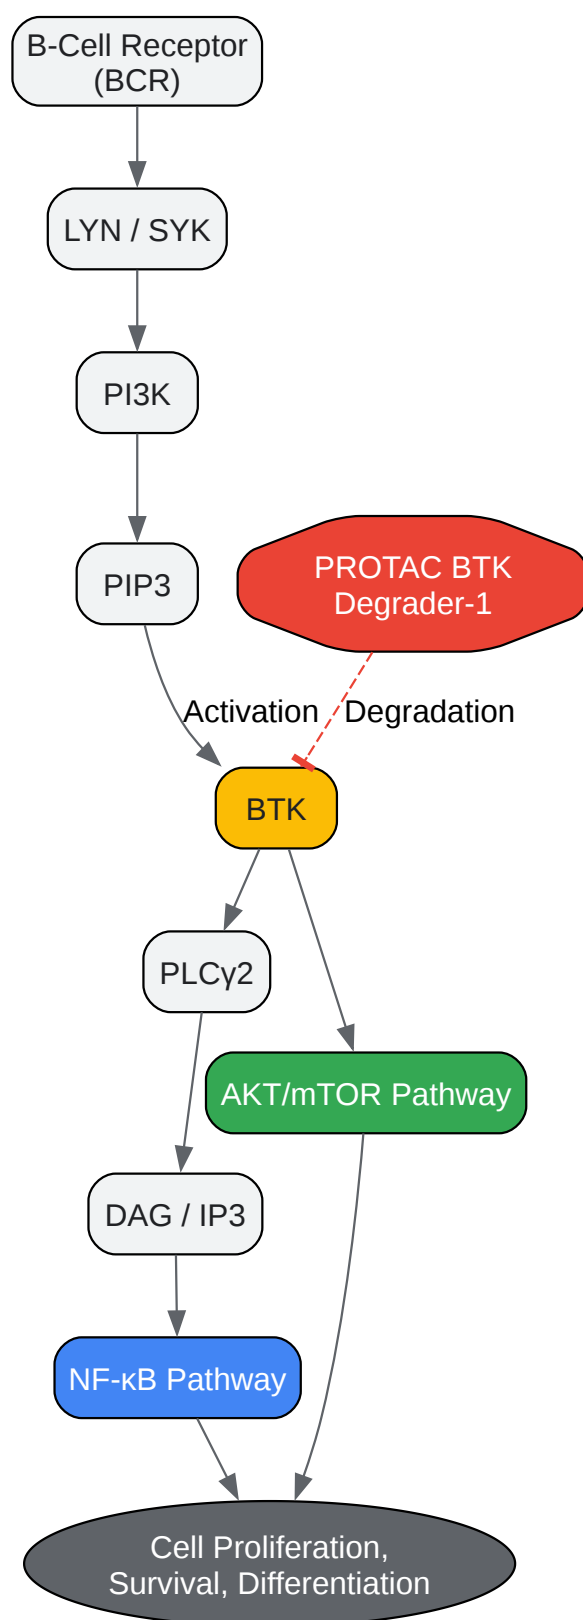 B-Cell Receptor
(BCR)
LYN / SYK
PI3K
PIP3
PROTAC BTK
Degrader-1
Activation
Degradation
BTK
PLCγ2
AKT/mTOR Pathway
DAG / IP3
NF-κB Pathway
Cell Proliferation,
Survival, Differentiation